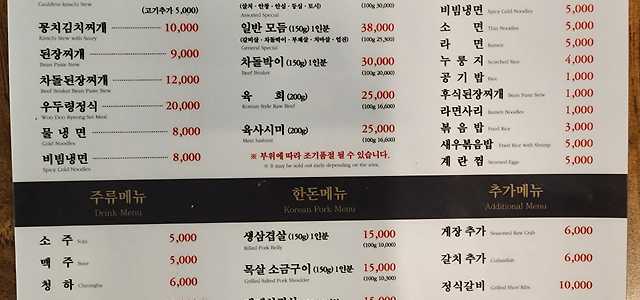 Gouldless Kimchi Stew
(고기추가 5,000)
꽁치김치찌개 10,000
Kimchi Stew with Saury
된장찌개 9,000
Bean Paste Stew
차돌된장찌개 12,000
Beef Brisket Bean Paste Stew
우두령정식 20,000
Woo Doo Ryeong Set Meal
물냉면 8,000
Cold Noodles
비빔냉면 8,000
Spicy Cold Noodles
(살치 · 안창 · 안심 · 등심 · 토시) (100g 30,000)
Assorted Special
일반 모듬 (150g) 1인분 38,000
(갈비살 · 차돌박이 · 부채살 · 치마살 · 업진) (100g 25,300)
General Special
차돌박이 (150g) 1인분 30,000
Beef Brisket (100g 20,000)
육 회 (200g) 25,000
Korean Style Raw Beef (100g 16,600)
육사시미 (200g) 25,000
Meat Sashimi (100g 16,600)
※ 부위에 따라 조기품절 될 수 있습니다.
※ It may be sold out early depending on the area.
비빔냉면 Spicy Cold Noodles 5,000
소 면 Thin Noodles 5,000
라 면 Ramen 5,000
누룽지 Scorched Rice 4,000
공기밥 Rice 1,000
후식된장찌개 Bean Paste Stew 1,000
라면사리 Ramen Noodles 1,000
볶음밥 Fried Rice 3,000
새우볶음밥 Fried Rice with Shrimp 5,000
계란찜 Steamed Eggs 5,000
주류메뉴
Drink Menu
한돈메뉴
Korean Pork Menu
추가메뉴
Additional Menu
소 주 Soju 5,000
맥 주 Beer 5,000
청 하 Cheongha 6,000
생삼겹살 (150g) 1인분 15,000
Grilled Pork Belly (100g 10,000)
목살 소금구이 (150g) 1인분 15,000
Grilled Salted Pork Shoulder (100g 10,000)
15,000
게장 추가 Seasoned Raw Crab 6,000
갈치 추가 Cutlassfish 6,000
정식갈비 Grilled Short Ribs 10,000